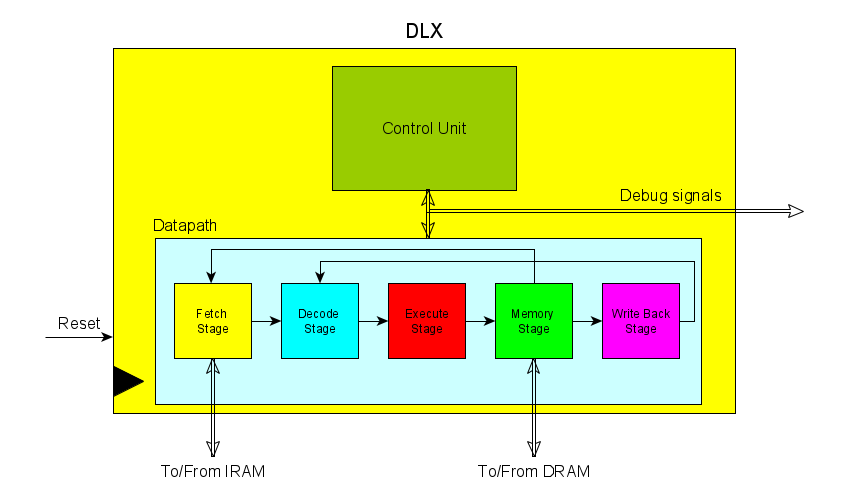 DLX
Control Unit
Debug signals
Datapath
Fetch
Stage
Decode
Stage
Execute
Stage
Memory
Stage
Write Back
Stage
Reset
To/From IRAM
To/From DRAM